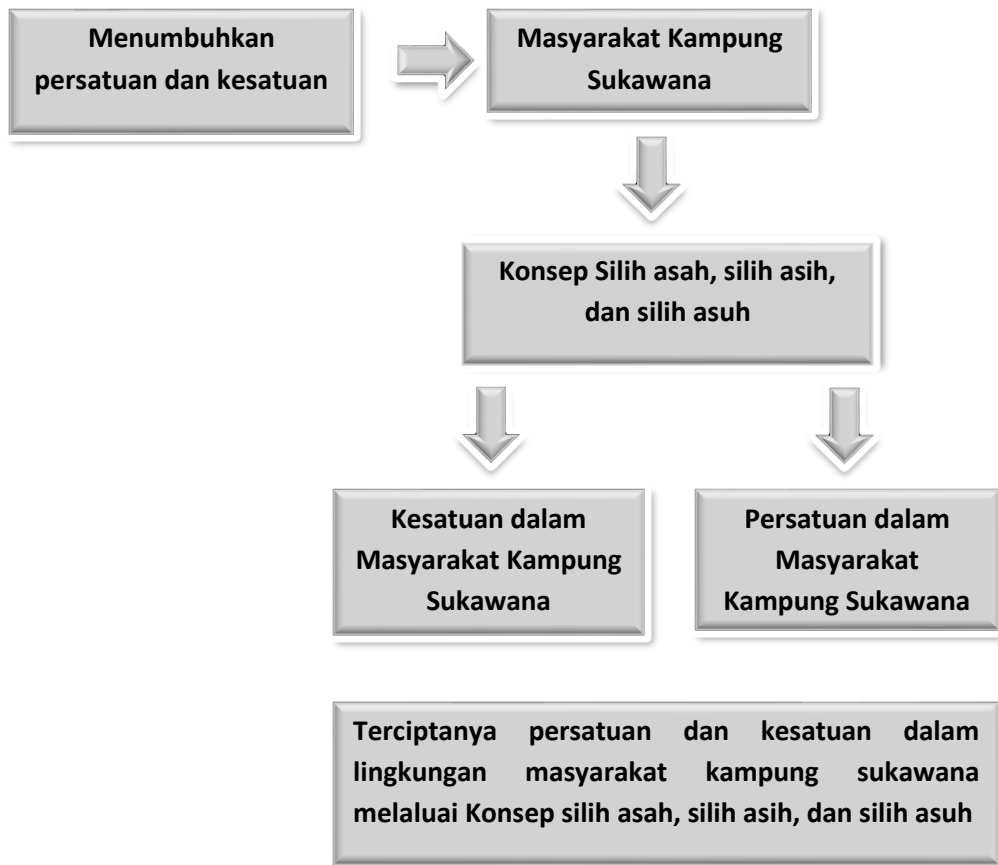 Menumbuhkan
persatuan dan kesatuan
Masyarakat Kampung
Sukawana
Konsep Silih asah, silih asih,
dan silih asuh
Kesatuan dalam
Masyarakat Kampung
Sukawana
Persatuan dalam
Masyarakat
Kampung Sukawana
Terciptanya persatuan dan kesatuan dalam
lingkungan masyarakat kampung sukawana
melaluai Konsep silih asah, silih asih, dan silih asuh